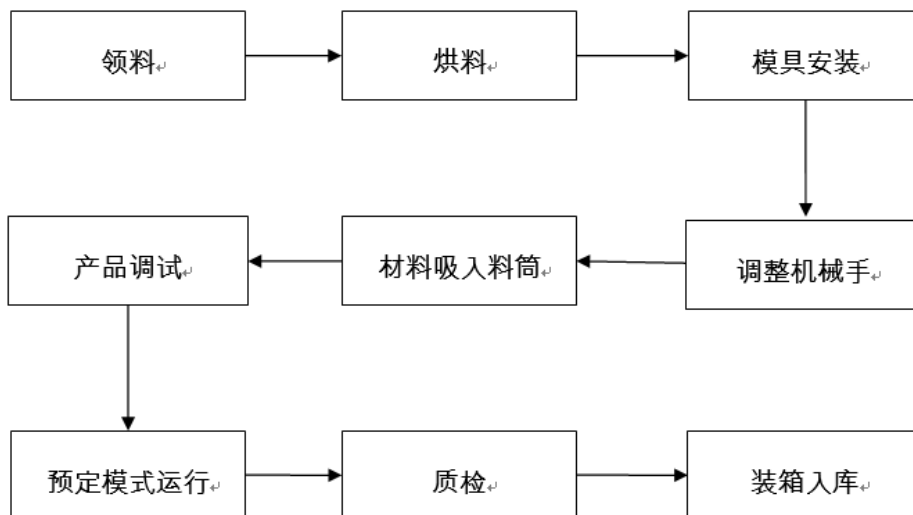 领料
烘料
模具安装
调整机械手
材料吸入料筒
产品调试
预定模式运行
质检
装箱入库